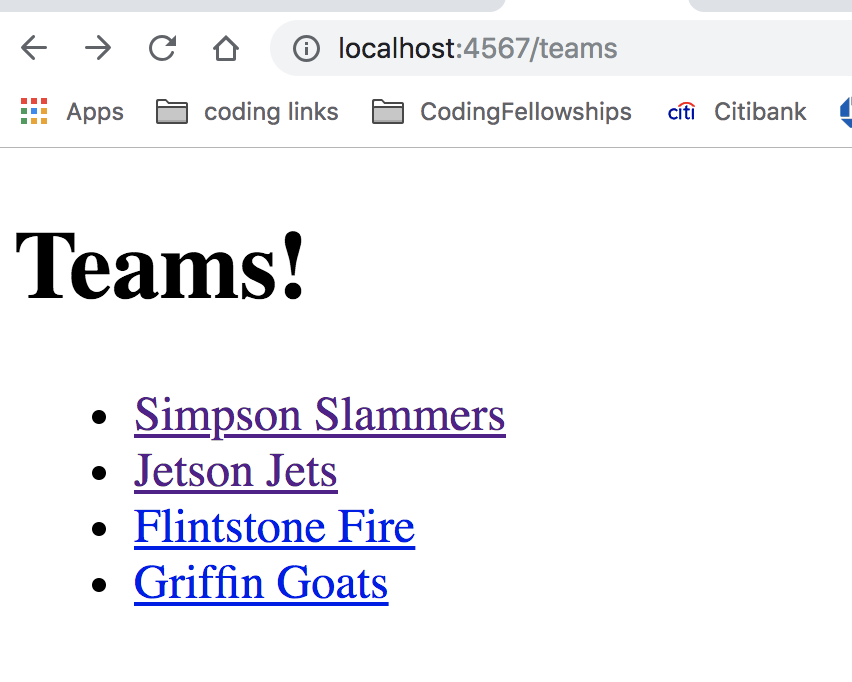 localhost:4567/teams
Apps coding links CodingFellowships citi Citibank
Teams!
Simpson Slammers
Jetson Jets
Flintstone Fire
Griffin Goats